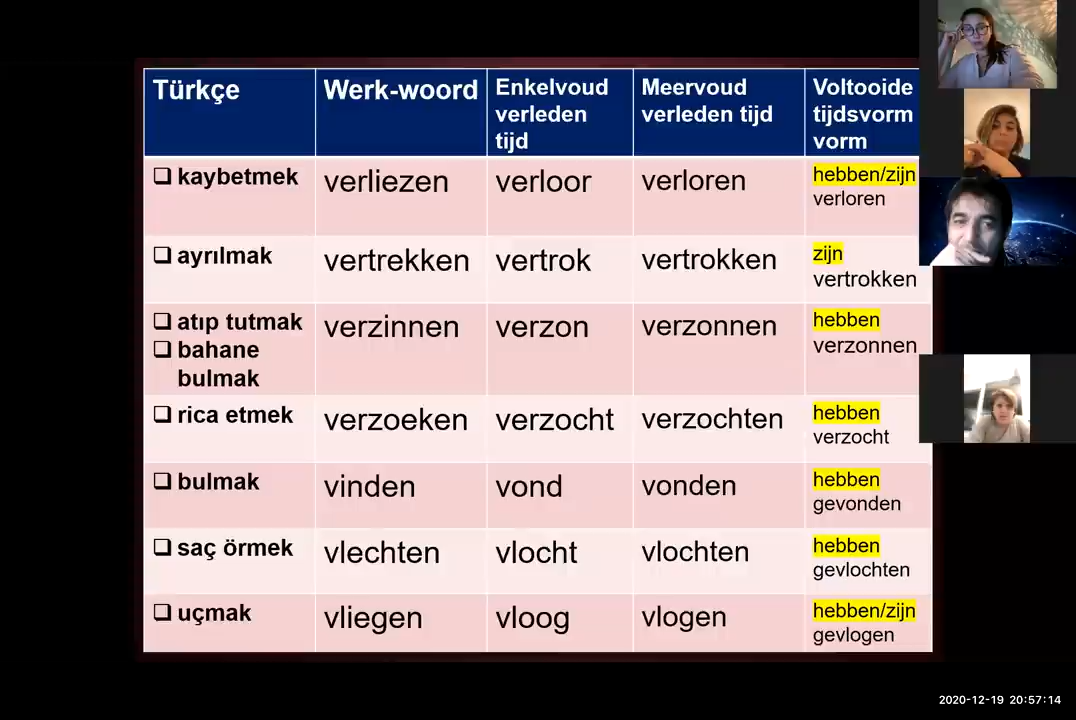 Türkçe
Werk-woord
Enkelvoud
verleden
tijd
Meervoud
verleden tijd
Voltooide
tijdsvorm
vorm
❑ kaybetmek
verliezen
verloor
verloren
hebben/zijn
verloren
❑ ayrılmak
vertrekken
vertrok
vertrokken
zijn
vertrokken
❑ atıp tutmak
❑ bahane
bulmak
verzinnen
verzon
verzonnen
hebben
verzonnen
❑ rica etmek
verzoeken
verzocht
verzochten
hebben
verzocht
❑ bulmak
vinden
vond
vonden
hebben
gevonden
❑ saç örmek
vlechten
vlocht
vlochten
hebben
gevlochten
❑ uçmak
vliegen
vloog
vlogen
hebben/zijn
gevlogen
2020-12-19 20:57:14